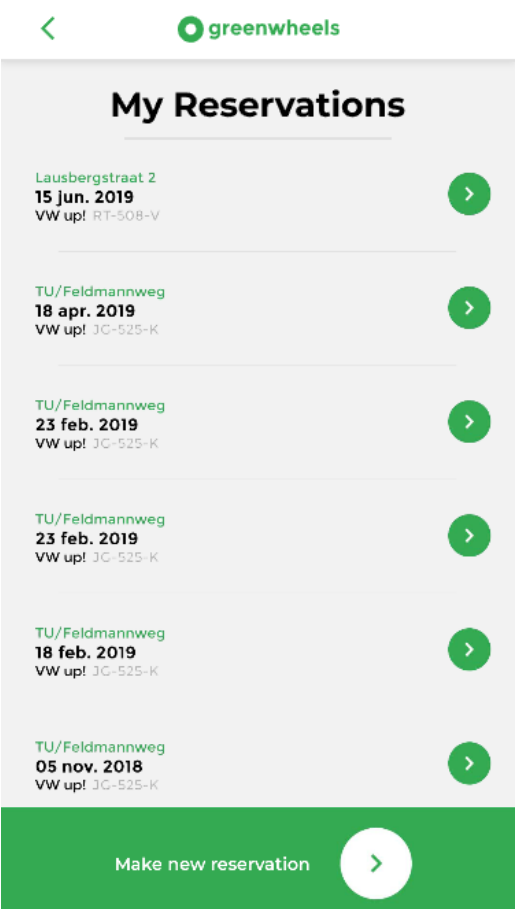 greenwheels
My Reservations
Lausbergstraat 2
15 jun. 2019
VW up! RT-508-V
TU/Feldmannweg
18 apr. 2019
VW up! JG-525-K
TU/Feldmannweg
23 feb. 2019
VW up! JG-525-K
TU/Feldmannweg
23 feb. 2019
VW up! JG-525-K
TU/Feldmannweg
18 feb. 2019
VW up! JG-525-K
TU/Feldmannweg
05 nov. 2018
VW up! JG-525-K
Make new reservation